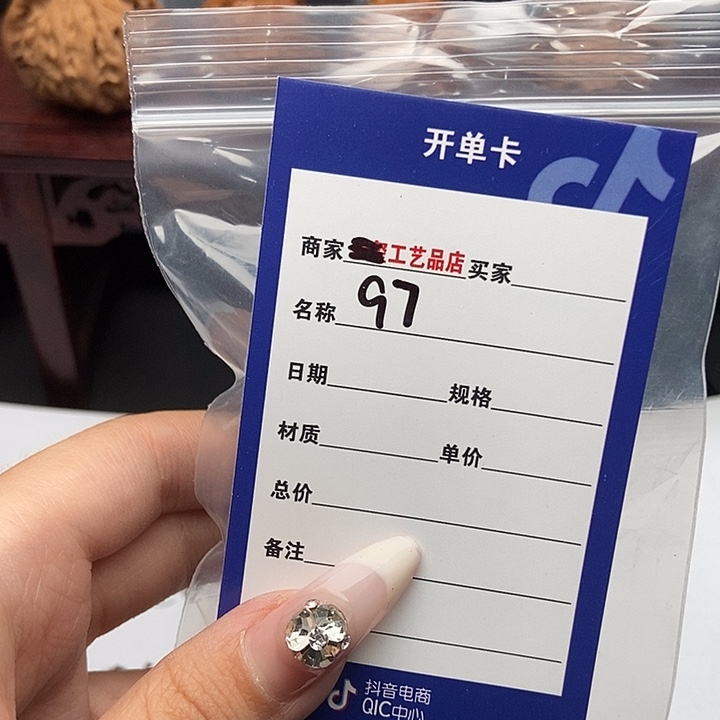 开单卡
商家 工艺品店 买家
名称 97
日期 规格
材质 单价
总价
备注
抖音电商
QIC中心